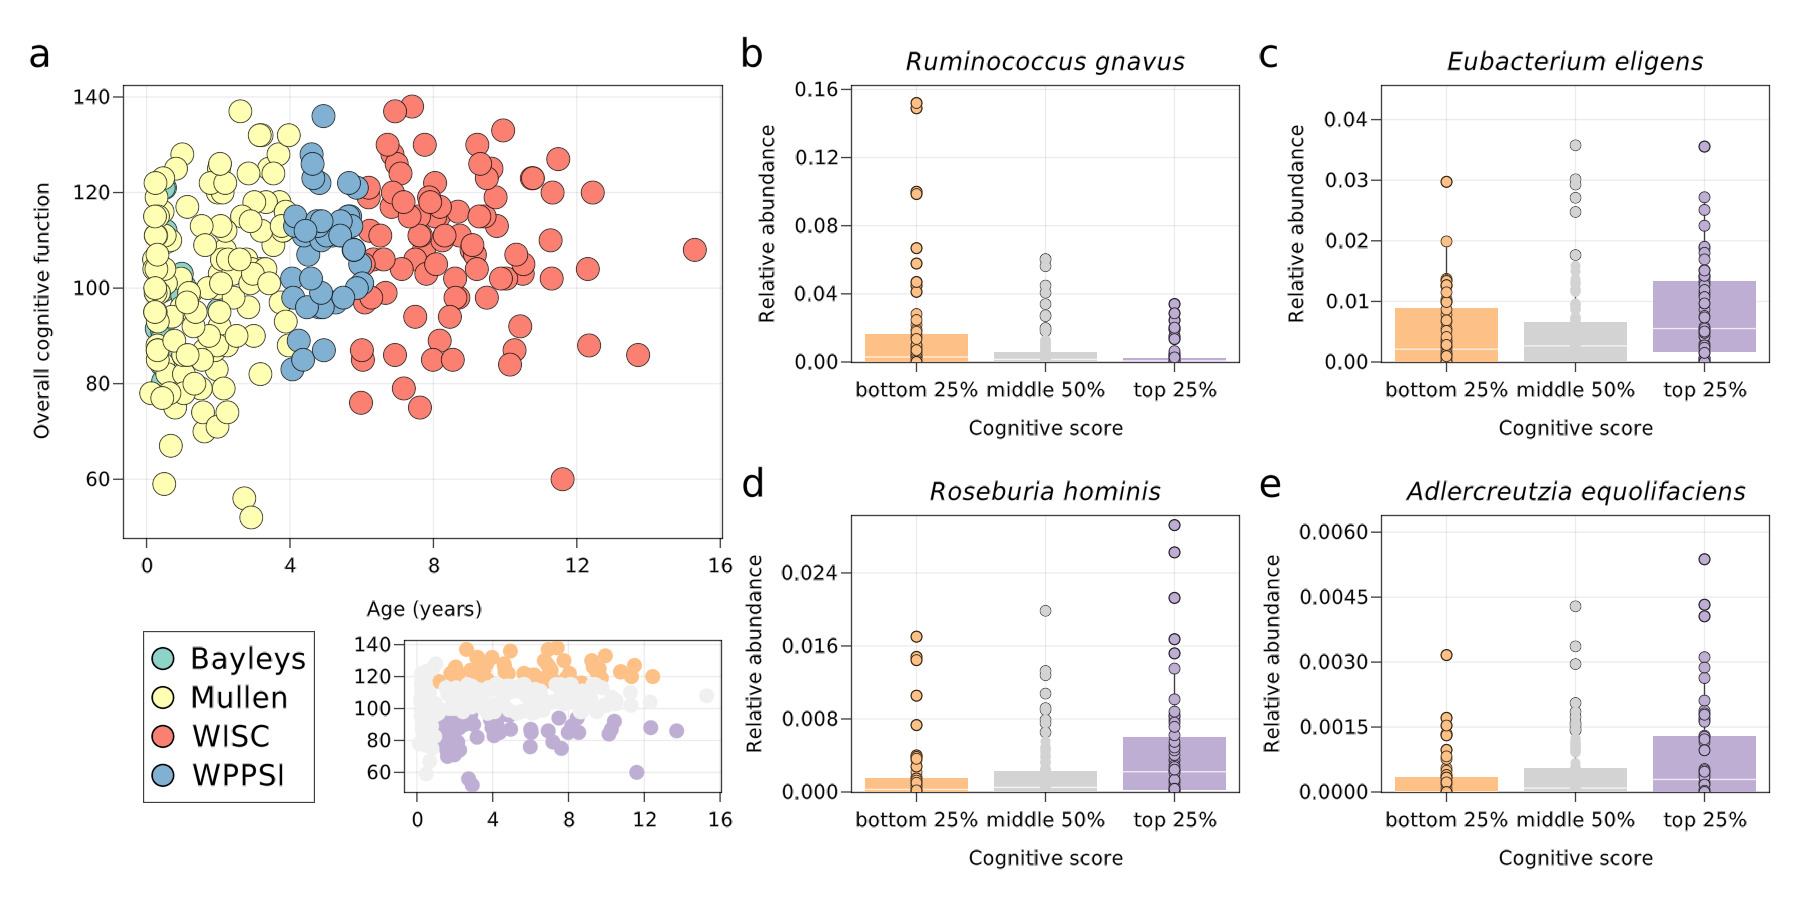 a
140
120
100
80
60
Overall cognitive function
0 4 8 12 16
Age (years)
Bayleys
Mullen
WISC
WPPSI
140
120
100
80
60
0 4 8 12 16
b
Ruminococcus gnavus
0.16
0.12
0.08
0.04
0.00
Relative abundance
bottom 25% middle 50% top 25%
Cognitive score
c
Eubacterium eligens
0.04
0.03
0.02
0.01
0.00
Relative abundance
bottom 25% middle 50% top 25%
Cognitive score
d
Roseburia hominis
0.024
0.016
0.008
0.000
Relative abundance
bottom 25% middle 50% top 25%
Cognitive score
e
Adlercreutzia equolifaciens
0.0060
0.0045
0.0030
0.0015
0.0000
Relative abundance
bottom 25% middle 50% top 25%
Cognitive score